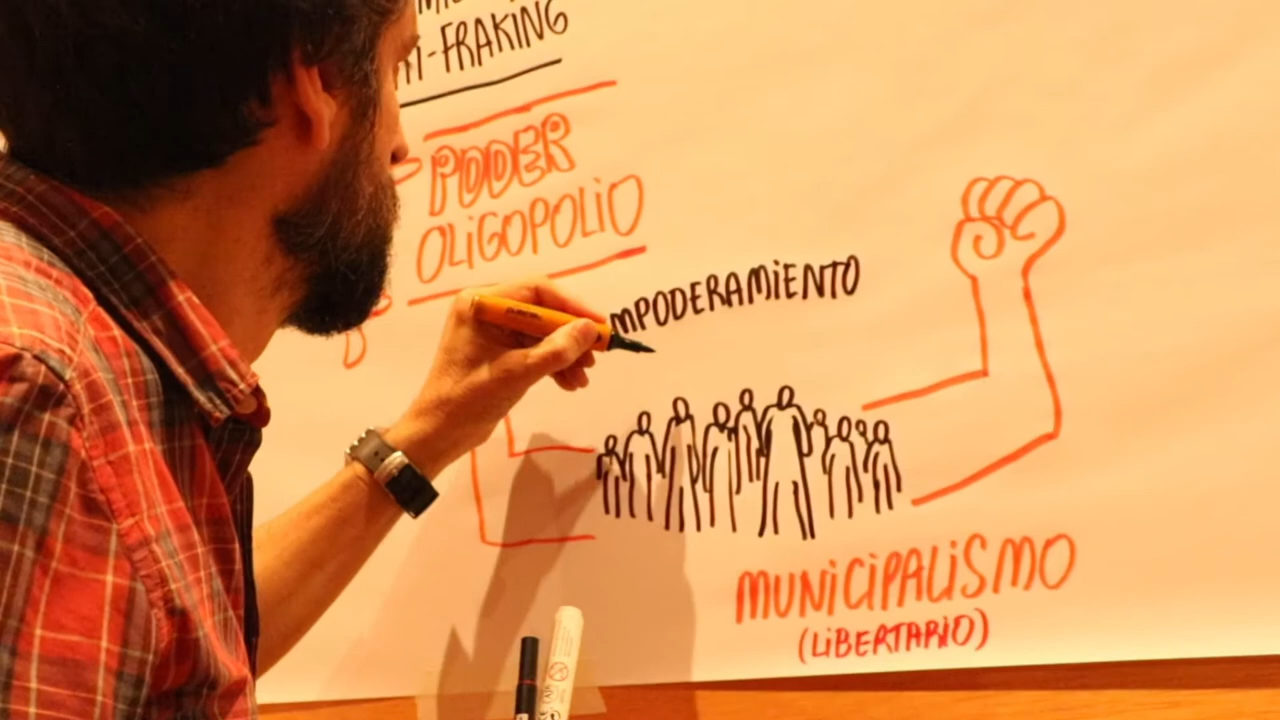 -FRAKING
PODER
OLIGOPOLIO
MPODERAMIENTO
MUNICIPALISMO
(LIBERTARIO)